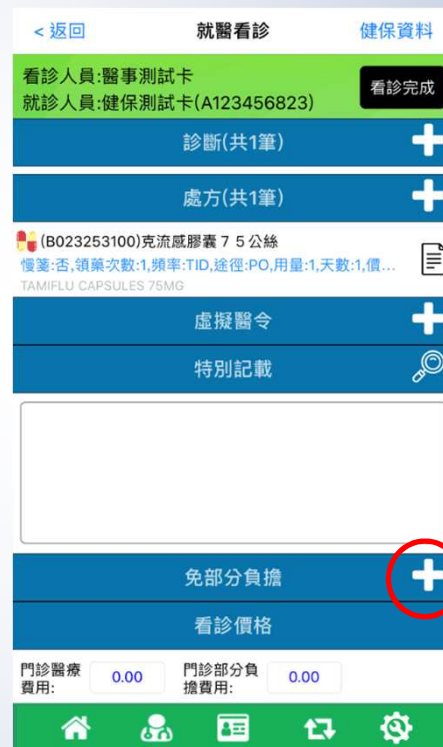 < 返回 就醫看診 健保資料
看診人員:醫事測試卡
就診人員:健保測試卡(A123456823)
看診完成
診斷(共1筆)
處方(共1筆)
(B023253100)克流感膠囊７５公絲
慢箋:否,領藥次數:1,頻率:TID,途徑:PO,用量:1,天數:1,價...
TAMIFLU CAPSULES 75MG
虛擬醫令
特別記載
免部分負擔
看診價格
門診醫療
費用:
0.00
門診部分負
擔費用:
0.00